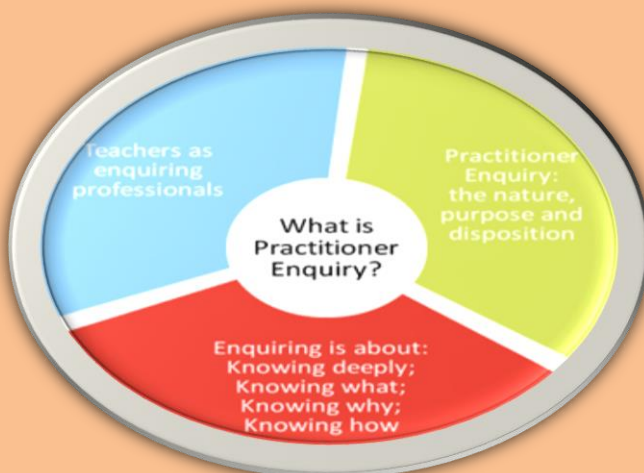 Teachers as
enquiring
professionals
Practitioner
Enquiry:
the nature,
purpose and
disposition
What is
Practitioner
Enquiry?
Enquiring is about:
Knowing deeply;
Knowing what;
Knowing why;
Knowing how